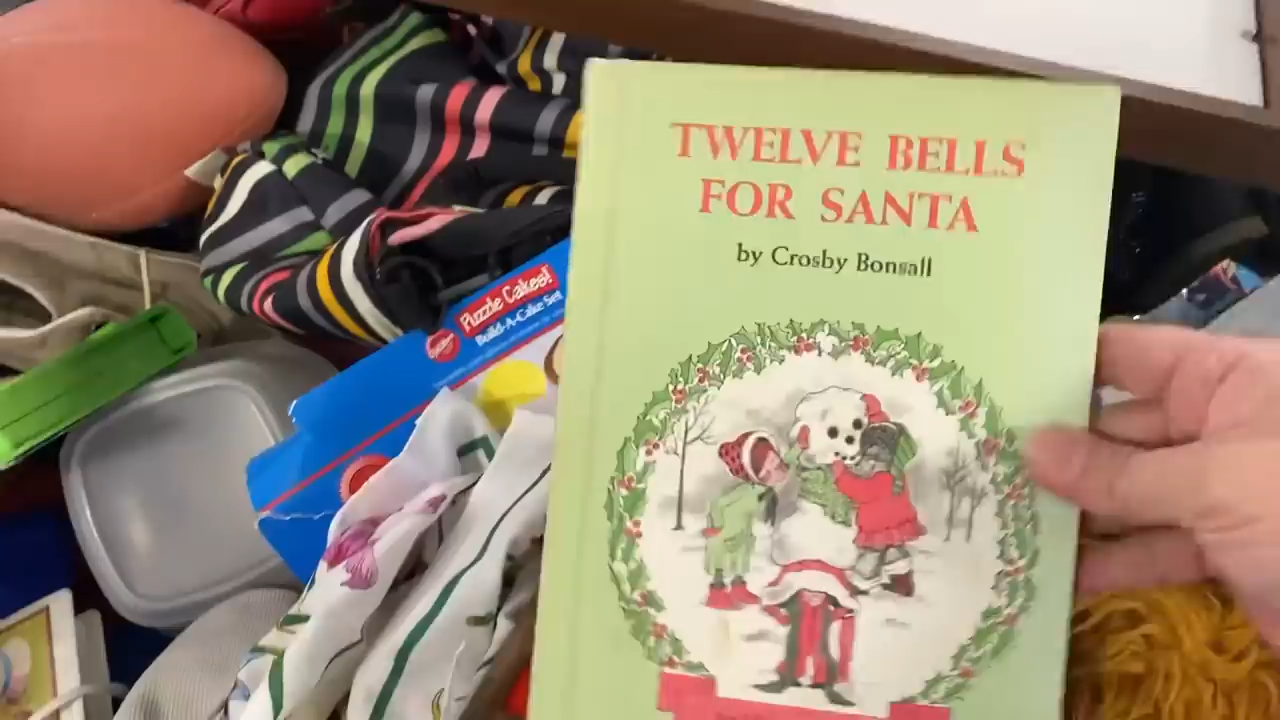 TWELVE BELLS
FOR SANTA
by Crosby Bonsall
Puzzle Cakes!
Build-A-Cake Set